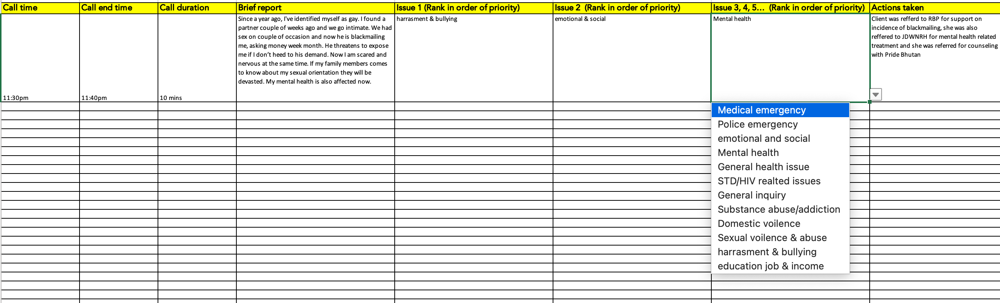 Call time
Call end time
Call duration
Brief report
Issue 1 (Rank in order of priority)
Issue 2  (Rank in order of priority)
Issue 3, 4, 5...  (Rank in order of priority)
Actions taken
11:30pm
11:40pm
10 mins
Since a year ago, I've identified myself as gay. I found a
partner couple of weeks ago and we go intimate. We had
sex on couple of occasion and now he is blackmailing
me, asking money week month. He threatens to expose
me if I don’t heed to his demand. Now I am scared and
nervous at the same time. If my family members comes
to know about my sexual orientation they will be
devasted. My mental health is also affected now.
harrasment & bullying
emotional & social
Mental health
Client was refferd to RBP for support on
incidence of blackmailing, she was also
reffered to JDWNRH for mental health related
treatment and she was referred for counseling
with Pride Bhutan
Medical emergency
Police emergency
emotional and social
Mental health
General health issue
STD/HIV realted issues
General inquiry
Substance abuse/addiction
Domestic voilence
Sexual voilence & abuse
harrasment & bullying
education job & income